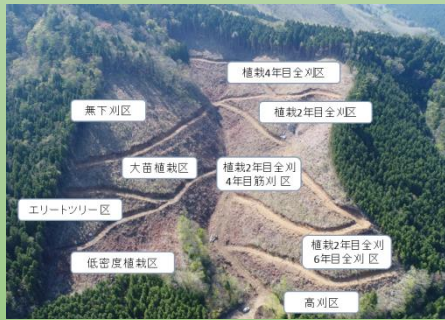 植栽4年目全刈区
無下刈区
植栽2年目全刈区
大苗植栽区
植栽2年目全刈
4年目筋刈 区
エリートツリー区
植栽2年目全刈
6年目全刈 区
低密度植栽区
高刈区